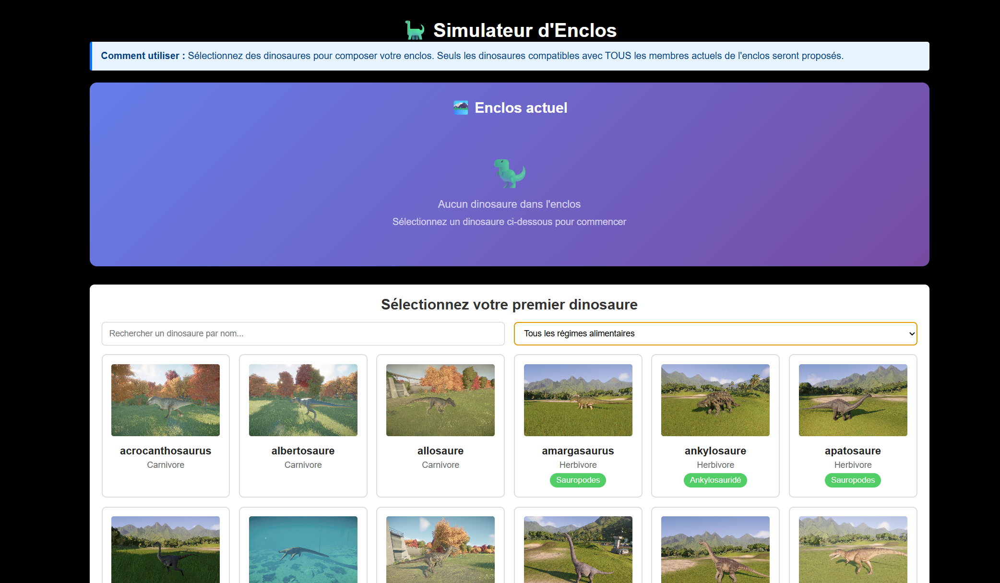 Simulateur d'Enclos
Comment utiliser : Sélectionnez des dinosaures pour composer votre enclos. Seuls les dinosaures compatibles avec TOUS les membres actuels de l'enclos seront proposés.
Enclos actuel
Aucun dinosaure dans l'enclos
Sélectionnez un dinosaure ci-dessous pour commencer
Sélectionnez votre premier dinosaure
Rechercher un dinosaure par nom...
Tous les régimes alimentaires
acrocanthosaurus
Carnivore
albertosaure
Carnivore
allosaure
Carnivore
amargasaurus
Herbivore
Sauropodes
ankylosaure
Herbivore
Ankylosauridé
apatosaure
Herbivore
Sauropodes